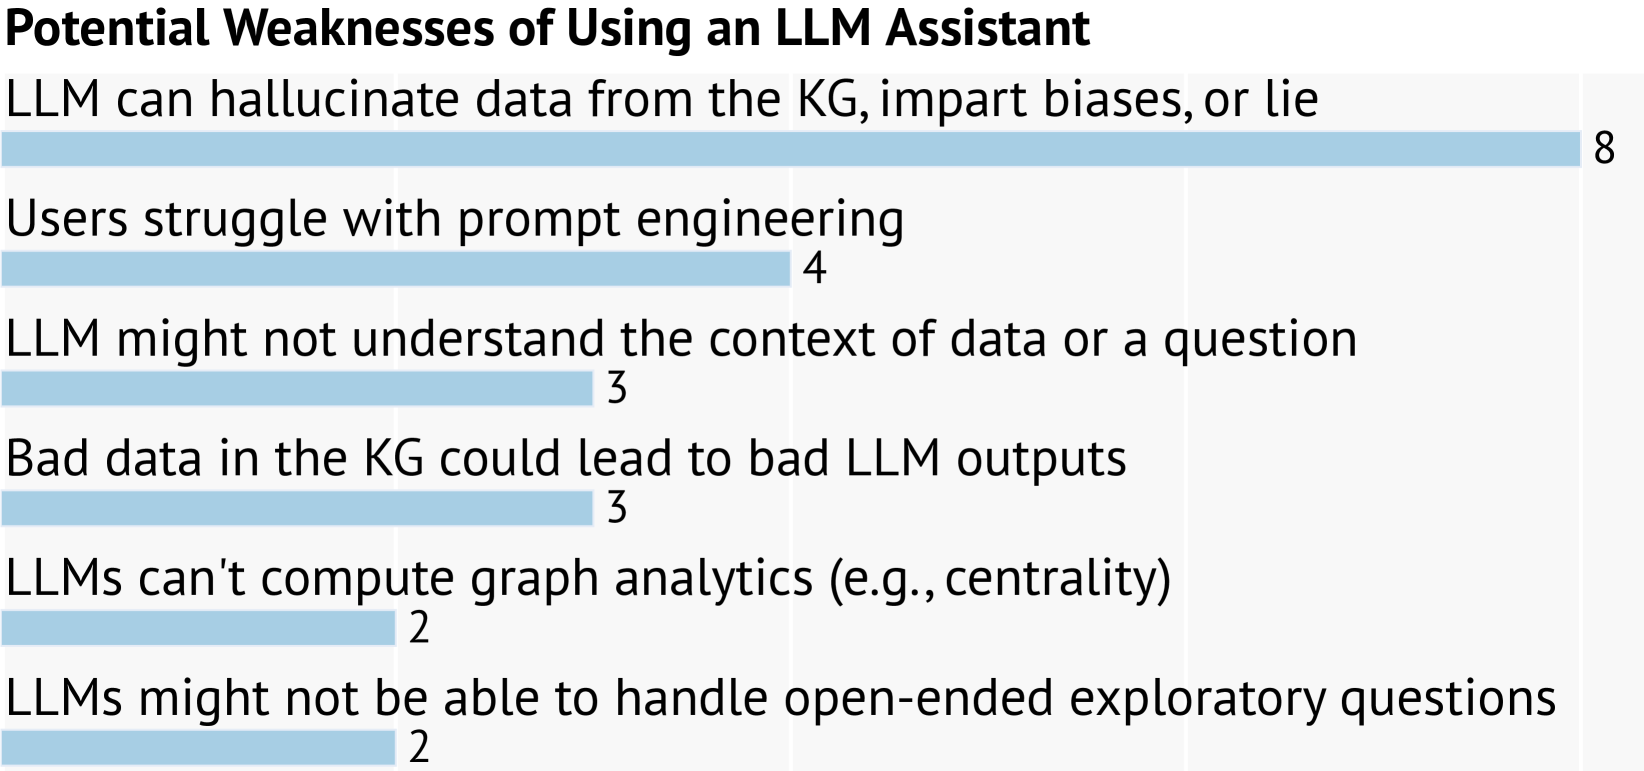 Potential Weaknesses of Using an LLM Assistant
LLM can hallucinate data from the KG, impart biases, or lie
8
Users struggle with prompt engineering
4
LLM might not understand the context of data or a question
3
Bad data in the KG could lead to bad LLM outputs
3
LLMs can't compute graph analytics (e.g., centrality)
2
LLMs might not be able to handle open-ended exploratory questions
2